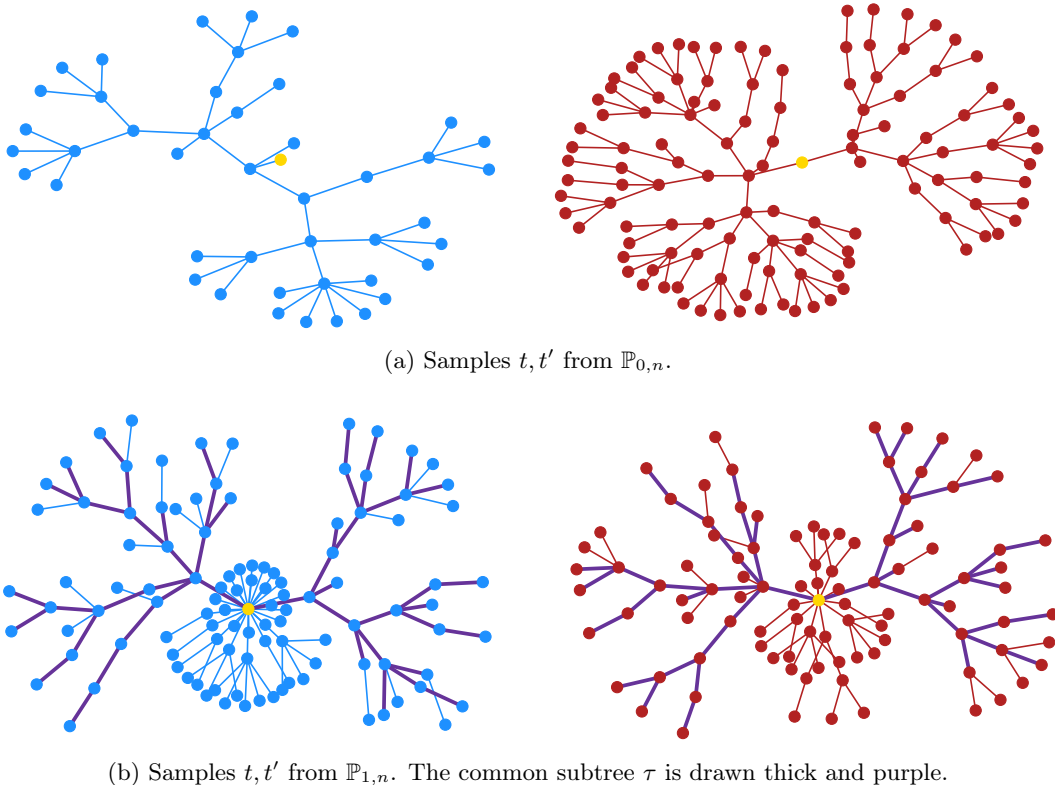 (a) Samples t, t′ from ℙ₀,ₙ.
(b) Samples t, t′ from ℙ₁,ₙ. The common subtree τ is drawn thick and purple.